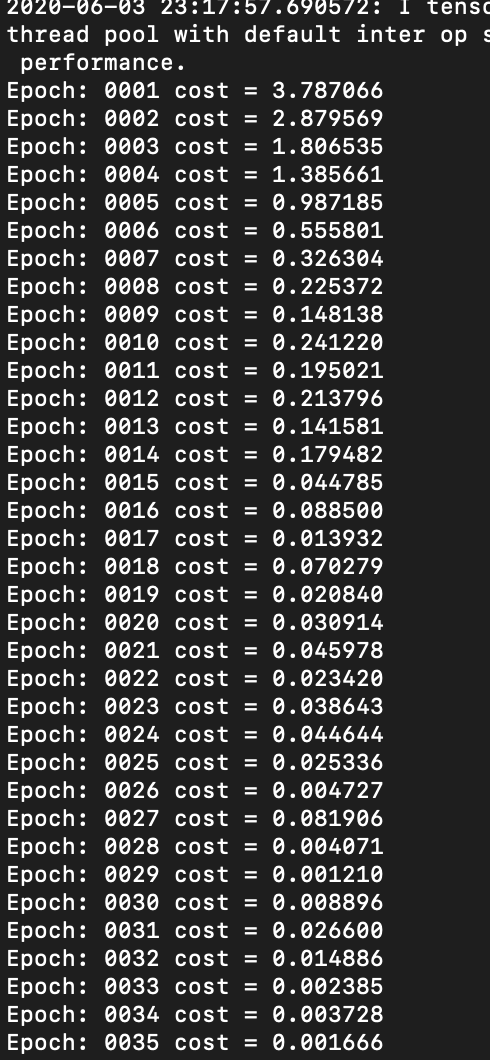 2020-06-03 23:17:57.690572: I
thread pool with default inter op
performance.
Epoch: 0001 cost = 3.787066
Epoch: 0002 cost = 2.879569
Epoch: 0003 cost = 1.806535
Epoch: 0004 cost = 1.385661
Epoch: 0005 cost = 0.987185
Epoch: 0006 cost = 0.555801
Epoch: 0007 cost = 0.326304
Epoch: 0008 cost = 0.225372
Epoch: 0009 cost = 0.148138
Epoch: 0010 cost = 0.241220
Epoch: 0011 cost = 0.195021
Epoch: 0012 cost = 0.213796
Epoch: 0013 cost = 0.141581
Epoch: 0014 cost = 0.179482
Epoch: 0015 cost = 0.044785
Epoch: 0016 cost = 0.088500
Epoch: 0017 cost = 0.013932
Epoch: 0018 cost = 0.070279
Epoch: 0019 cost = 0.020840
Epoch: 0020 cost = 0.030914
Epoch: 0021 cost = 0.045978
Epoch: 0022 cost = 0.023420
Epoch: 0023 cost = 0.038643
Epoch: 0024 cost = 0.044644
Epoch: 0025 cost = 0.025336
Epoch: 0026 cost = 0.004727
Epoch: 0027 cost = 0.081906
Epoch: 0028 cost = 0.004071
Epoch: 0029 cost = 0.001210
Epoch: 0030 cost = 0.008896
Epoch: 0031 cost = 0.026600
Epoch: 0032 cost = 0.014886
Epoch: 0033 cost = 0.002385
Epoch: 0034 cost = 0.003728
Epoch: 0035 cost = 0.001666